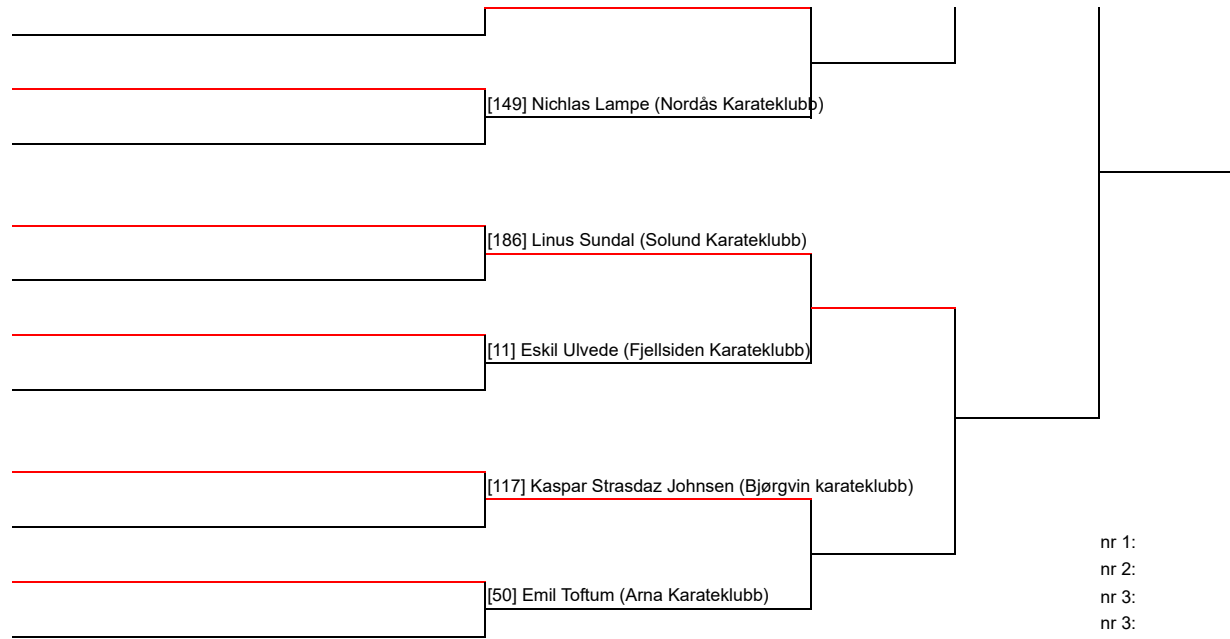 [149] Nichlas Lampe (Nordås Karateklubb)
[186] Linus Sundal (Solund Karateklubb)
[11] Eskil Ulvede (Fjellsiden Karateklubb)
[117] Kaspar Strasdaz Johnsen (Bjørgvin karateklubb)
[50] Emil Toftum (Arna Karateklubb)
nr 1:
nr 2:
nr 3:
nr 3: